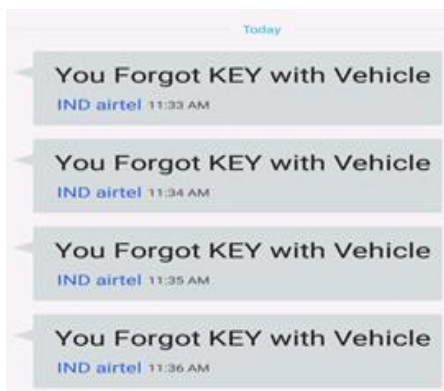 Today
You Forgot KEY with Vehicle
IND airtel 11:33 AM
You Forgot KEY with Vehicle
IND airtel 11:34 AM
You Forgot KEY with Vehicle
IND airtel 11:35 AM
You Forgot KEY with Vehicle
IND airtel 11:36 AM